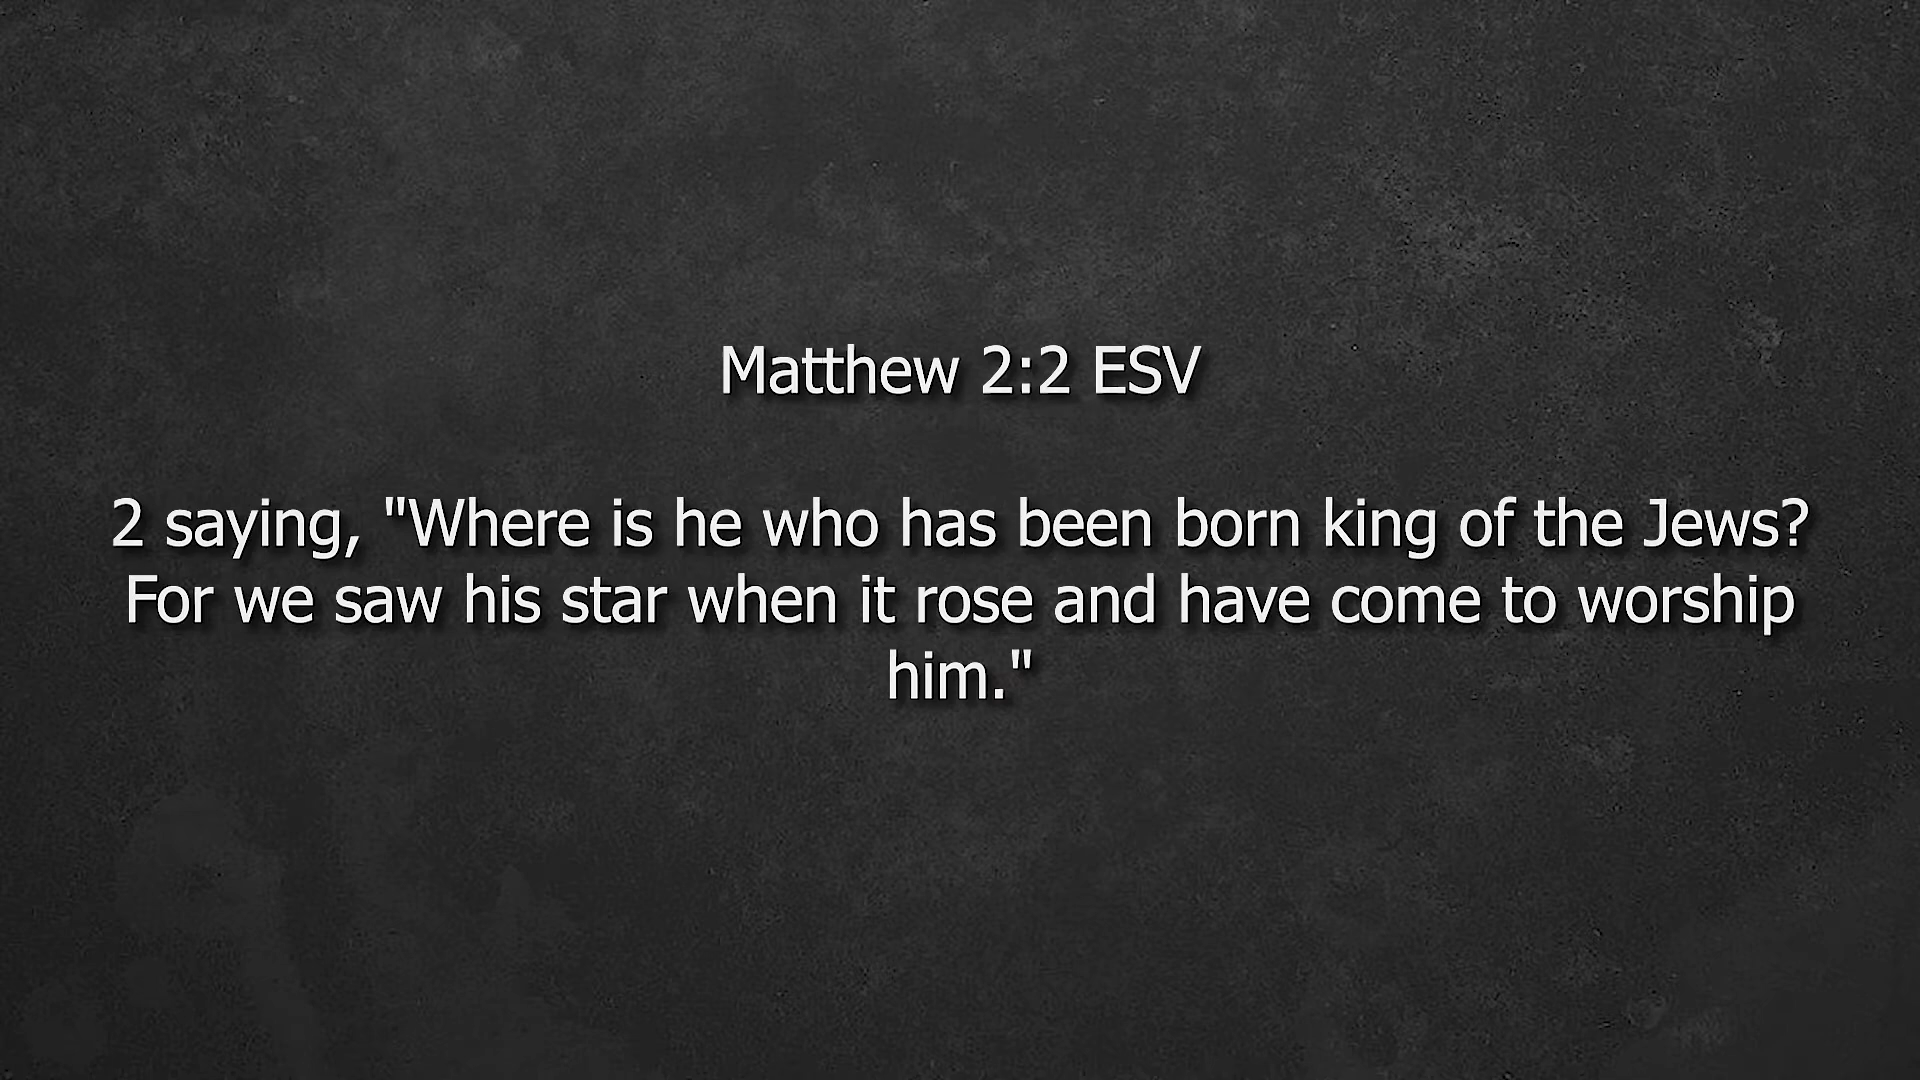 Matthew 2:2 ESV
2 saying, "Where is he who has been born king of the Jews?
For we saw his star when it rose and have come to worship
him."